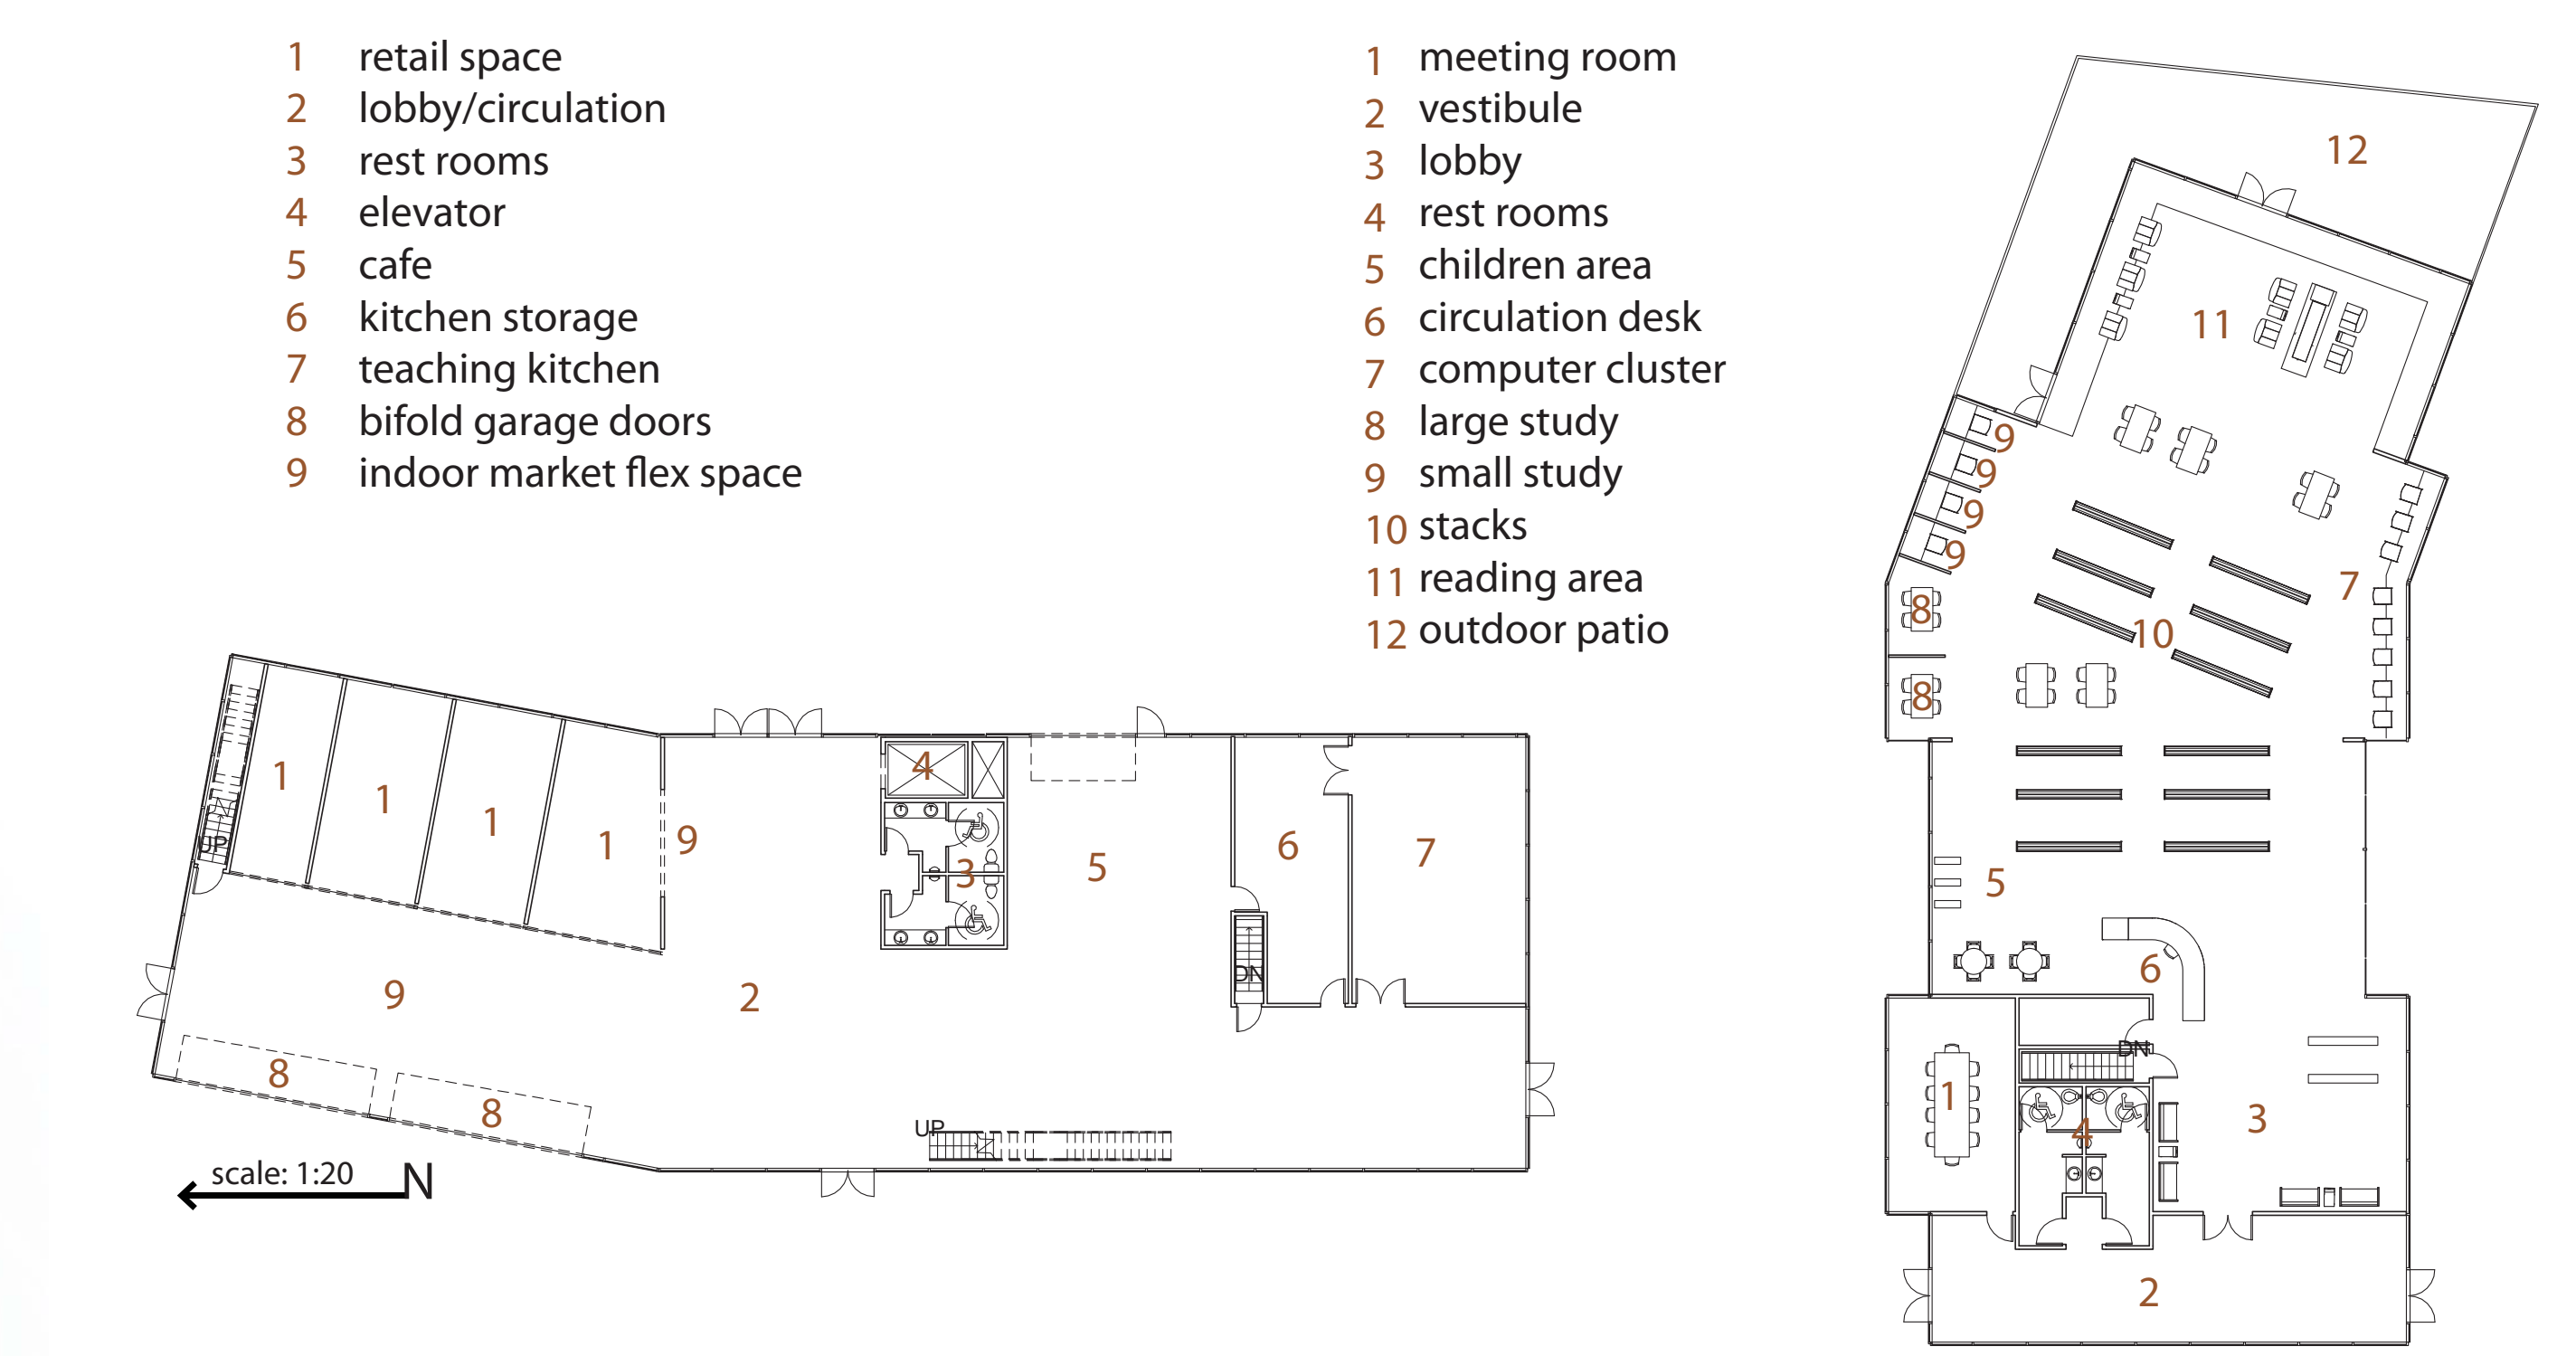 1 retail space
2 lobby/circulation
3 rest rooms
4 elevator
5 cafe
6 kitchen storage
7 teaching kitchen
8 bifold garage doors
9 indoor market flex space
1 meeting room
2 vestibule
3 lobby
4 rest rooms
5 children area
6 circulation desk
7 computer cluster
8 large study
9 small study
10 stacks
11 reading area
12 outdoor patio
1
1
1
1
UP
9
4
3
5
6
7
9
2
DN
8
8
UP
scale: 1:20
N
12
11
9
9
9
9
7
8
10
8
5
6
DN
1
4
3
2